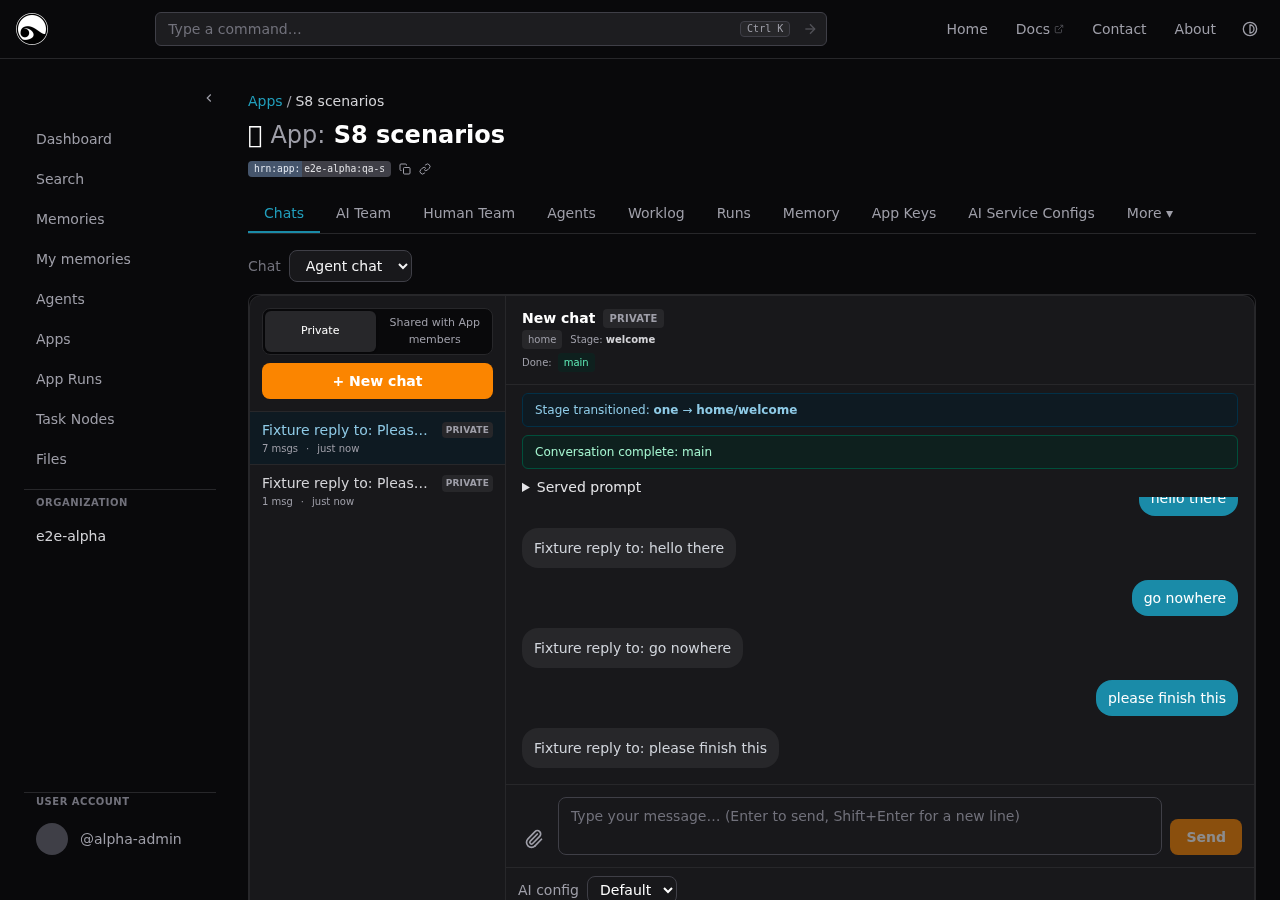 Type a command...
Ctrl K
Home
Docs
Contact
About
Dashboard
Search
Memories
My memories
Agents
Apps
App Runs
Task Nodes
Files
ORGANIZATION
e2e-alpha
USER ACCOUNT
@alpha-admin
Apps / S8 scenarios
App: S8 scenarios
hrn:app: e2e-alpha:qa-s
Chats
AI Team
Human Team
Agents
Worklog
Runs
Memory
App Keys
AI Service Configs
More ▾
Chat
Agent chat
Private
Shared with App
members
+ New chat
Fixture reply to: Pleas... PRIVATE
7 msgs · just now
Fixture reply to: Pleas... PRIVATE
1 msg · just now
New chat PRIVATE
home Stage: welcome
Done: main
Stage transitioned: one → home/welcome
Conversation complete: main
▶ Served prompt
hello there
Fixture reply to: hello there
go nowhere
Fixture reply to: go nowhere
please finish this
Fixture reply to: please finish this
Type your message... (Enter to send, Shift+Enter for a new line)
Send
AI config
Default